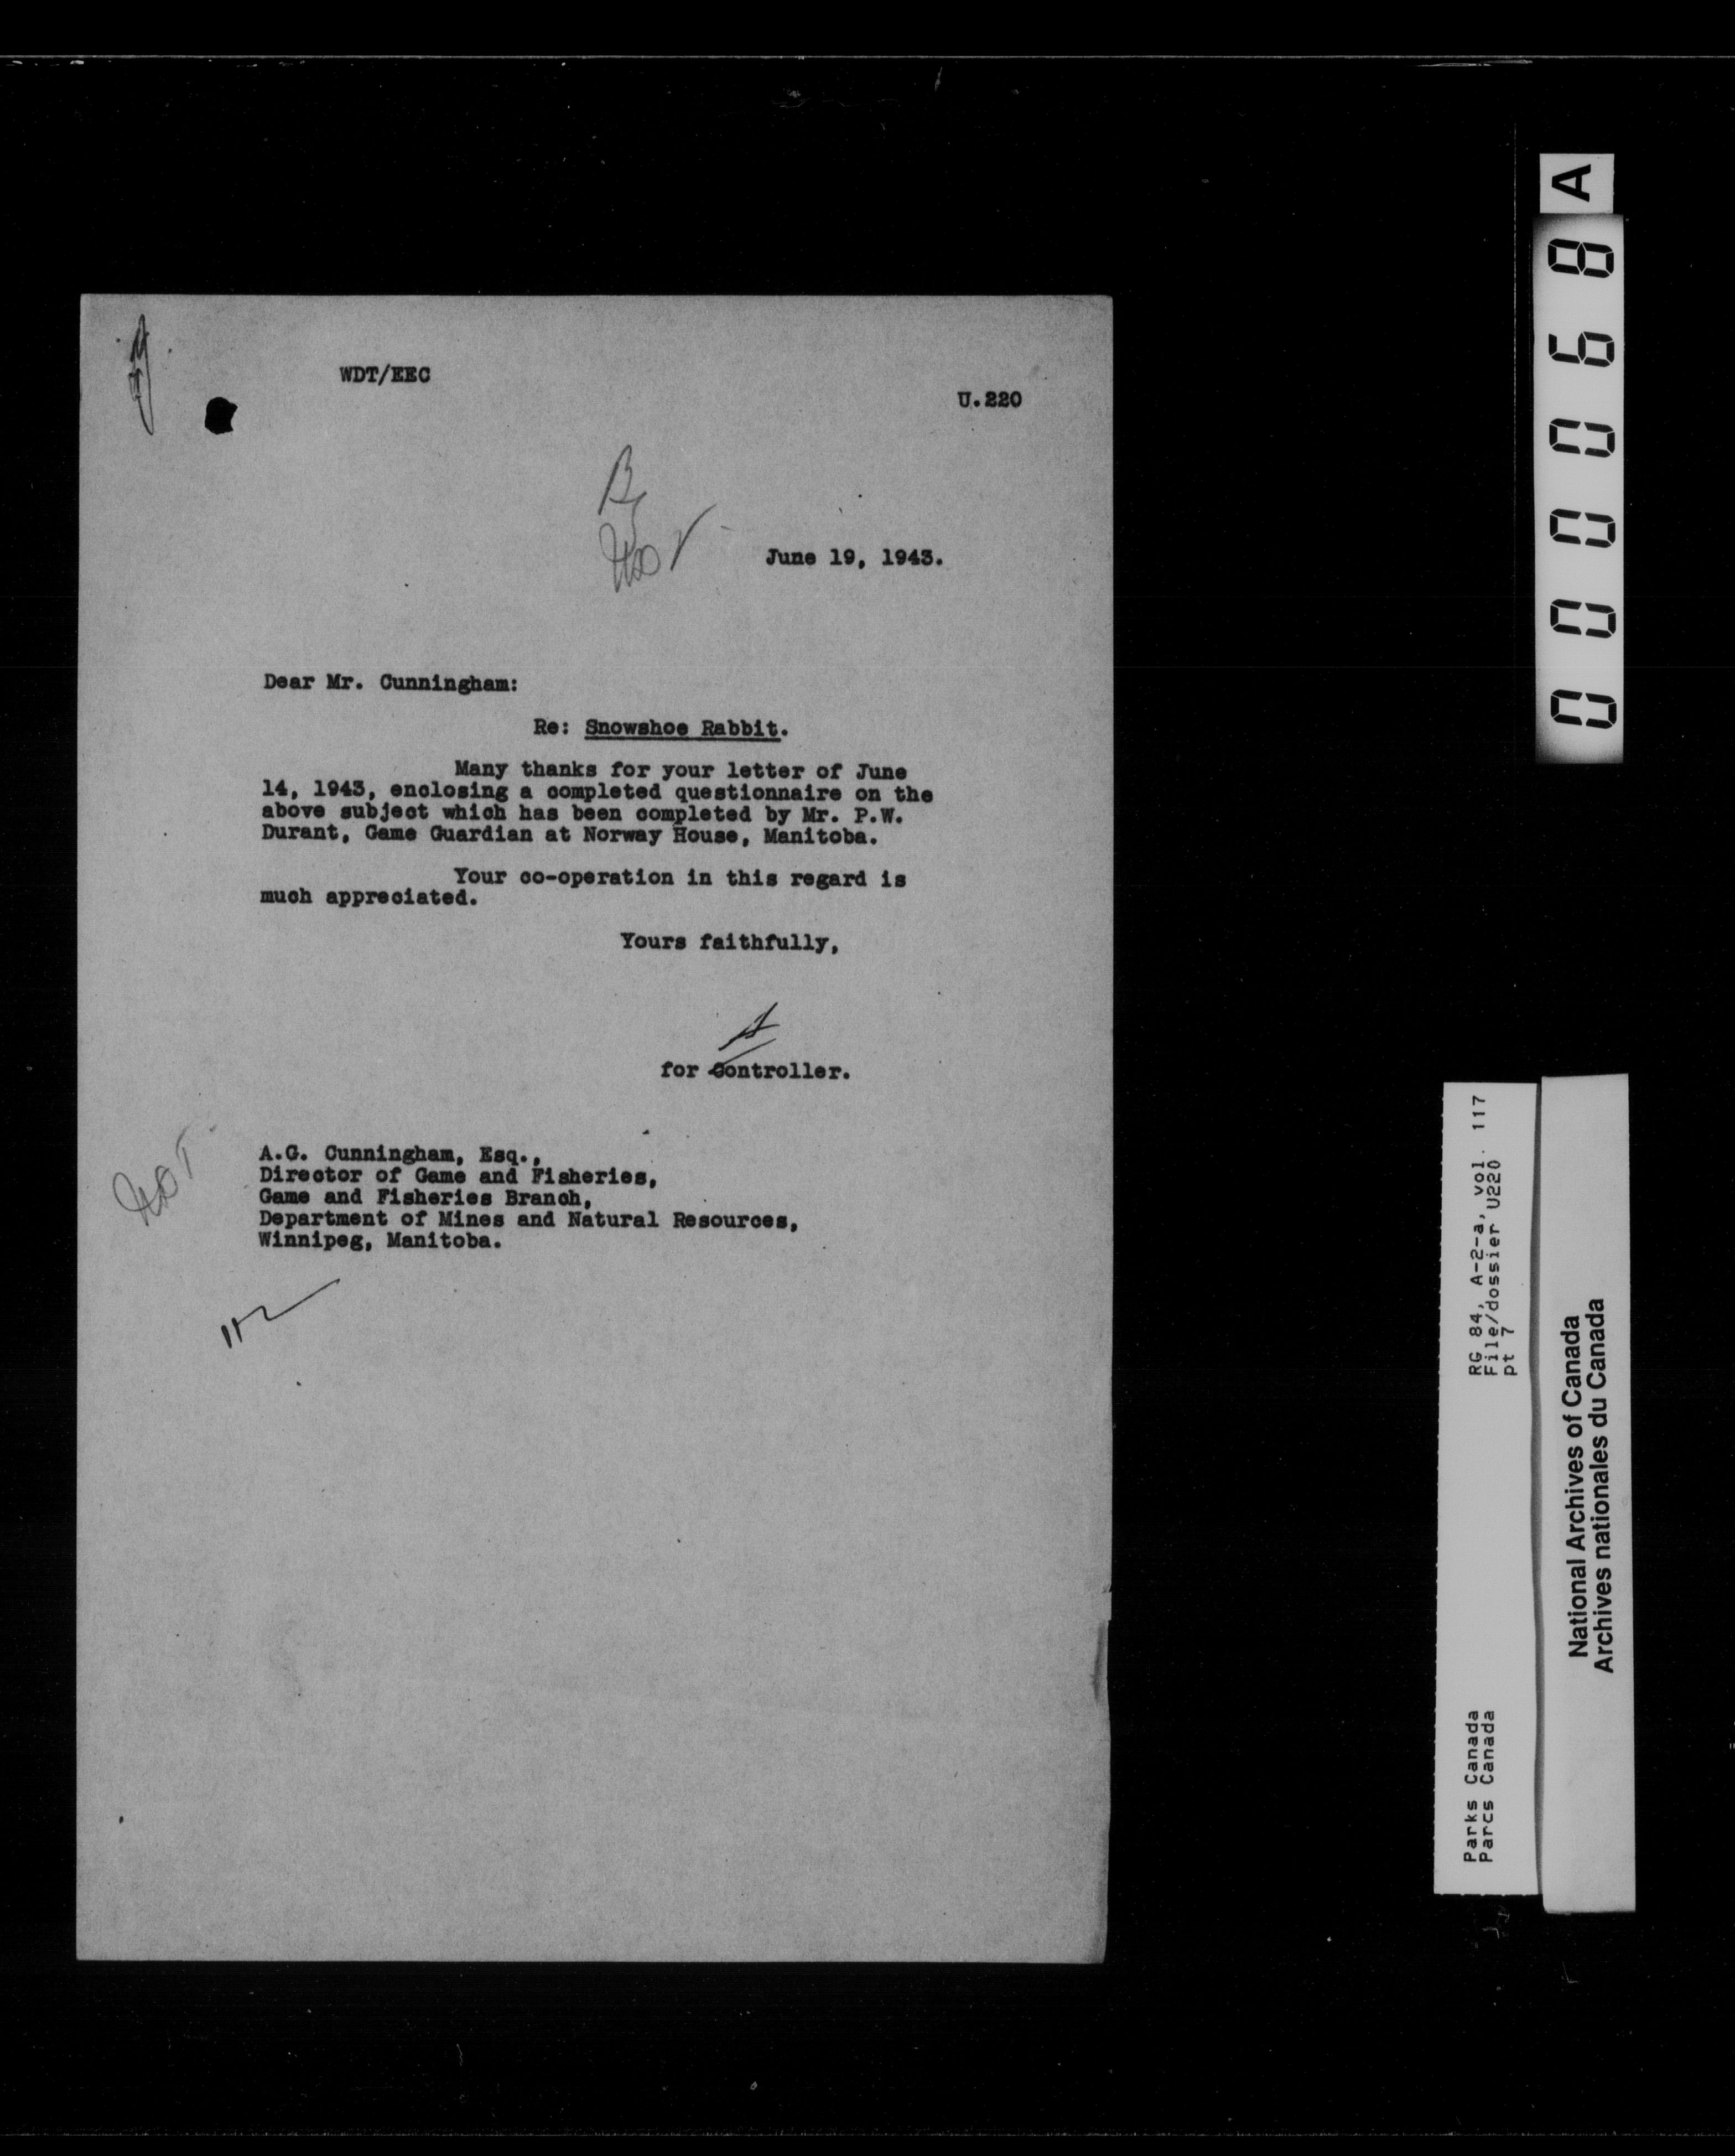 WDT/EEC
U.220
June 19, 1943.
Dear Mr. Cunningham:
Re: Snowshoe Rabbit.
Many thanks for your letter of June
14, 1943, enclosing a completed questionnaire on the
above subject which has been completed by Mr. P.W.
Durant, Game Guardian at Norway House, Manitoba.
Your co-operation in this regard is
much appreciated.
Yours faithfully,
for Controller.
A.G. Cunningham, Esq.,
Director of Game and Fisheries,
Game and Fisheries Branch,
Department of Mines and Natural Resources,
Winnipeg, Manitoba.
000068 A
RG 84, A-2-a, vol. 117
File/dossier U220
pt 7
Parks Canada
Parcs Canada
National Archives of Canada
Archives nationales du Canada